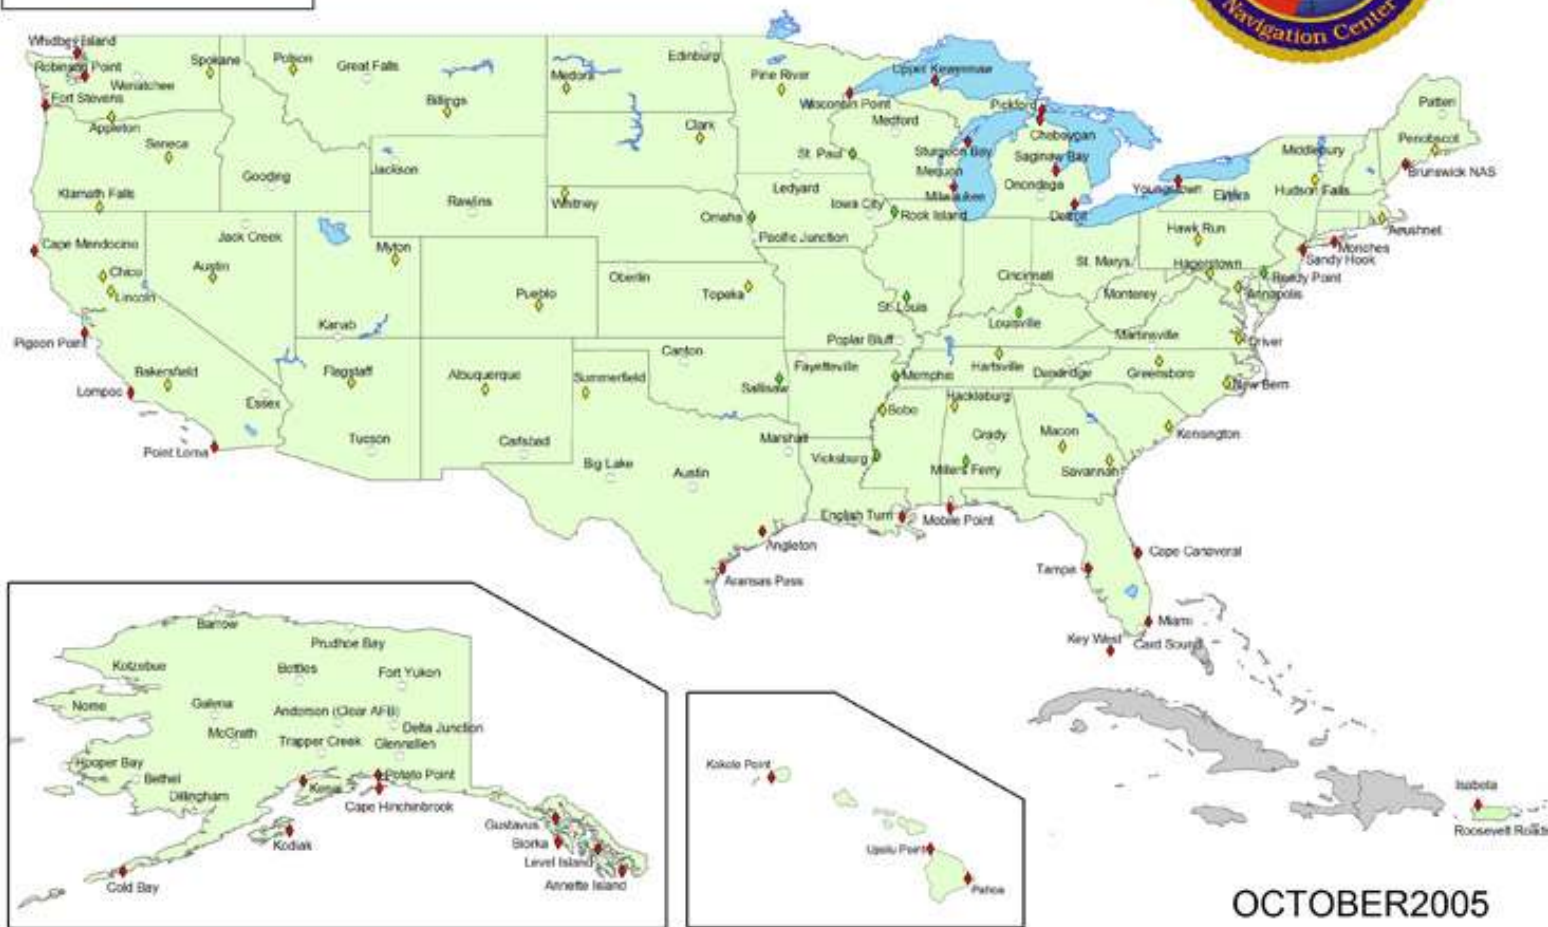 Navigation Center
Whidbey Island
Robinson Point
Wenatchee
Spokane
Fort Stevens
Appleton
Seneca
Klamath Falls
Polson
Great Falls
Billings
Gooding
Jackson
Rawlins
Medora
Edinburg
Clark
Whitney
Pine River
Wisconsin Point
Upper Keweenaw
Medford
St. Paul
Ledyard
Iowa City
Rock Island
Omaha
Pacific Junction
Sturgeon Bay
Mequon
Milwaukee
Pickford
Cheboygan
Saginaw Bay
Onondaga
Detroit
Youngstown
Elmira
Middlebury
Hudson Falls
Patten
Penobscot
Brunswick NAS
Acushnet
Moriches
Sandy Hook
Hawk Run
Hagerstown
Reedy Point
Annapolis
St. Marys
Cincinnati
Monterey
Martinsville
Driver
Louisville
St. Louis
Poplar Bluff
Hartsville
Dandridge
Greensboro
New Bern
Cape Mendocino
Chico
Lincoln
Jack Creek
Austin
Myton
Pueblo
Oberlin
Topeka
Kanab
Pigeon Point
Bakersfield
Lompoc
Essex
Point Loma
Flagstaff
Albuquerque
Tucson
Carlsbad
Summerfield
Canton
Sallisaw
Fayetteville
Memphis
Bobo
Hackleburg
Grady
Macon
Savannah
Kensington
Marshall
Vicksburg
Millers Ferry
Big Lake
Austin
English Turn
Mobile Point
Angleton
Aransas Pass
Tampa
Cape Canaveral
Miami
Key West
Card Sound
Barrow
Prudhoe Bay
Kotzebue
Bettles
Fort Yukon
Nome
Galena
Anderson (Clear AFB)
McGrath
Delta Junction
Trapper Creek
Glennallen
Hooper Bay
Bethel
Dillingham
Kenai
Potato Point
Cape Hinchinbrook
Kodiak
Cold Bay
Gustavus
Biorka
Level Island
Annette Island
Kokole Point
Upolu Point
Pahoa
Isabela
Roosevelt Roads
OCTOBER2005